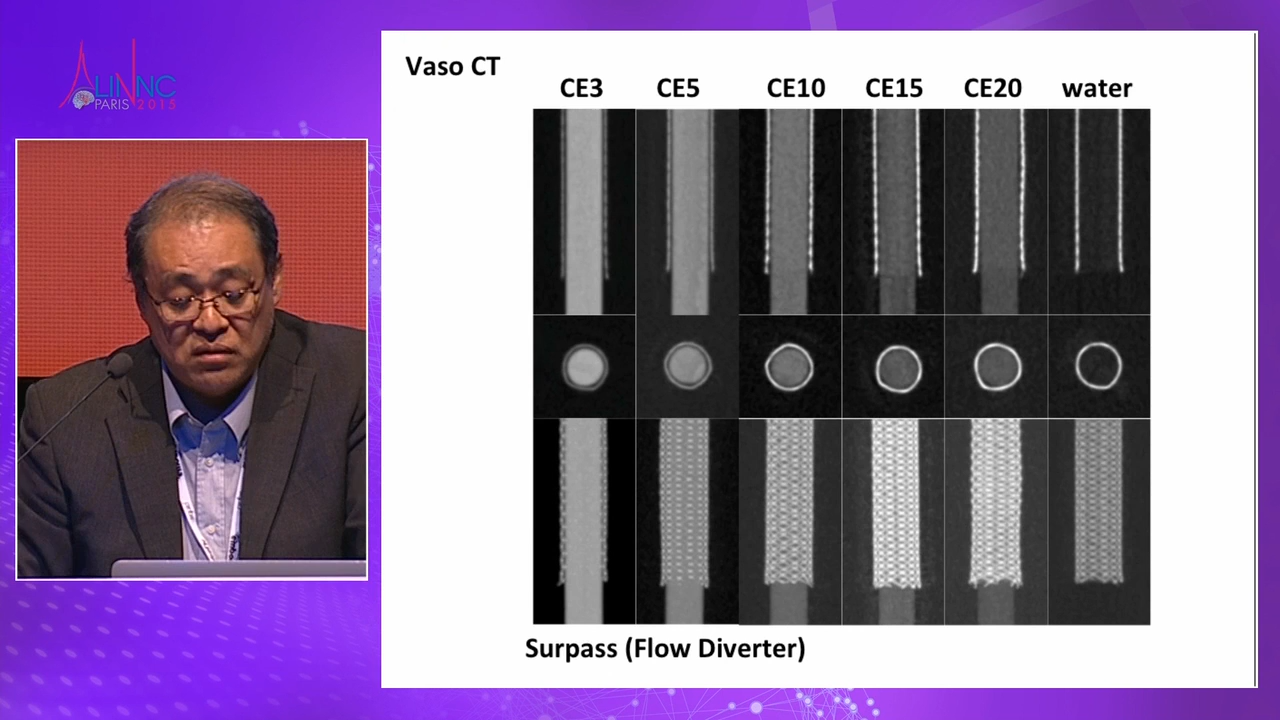 LINNC
PARIS 2015
Vaso CT
CE3 CE5 CE10 CE15 CE20 water
Surpass (Flow Diverter)